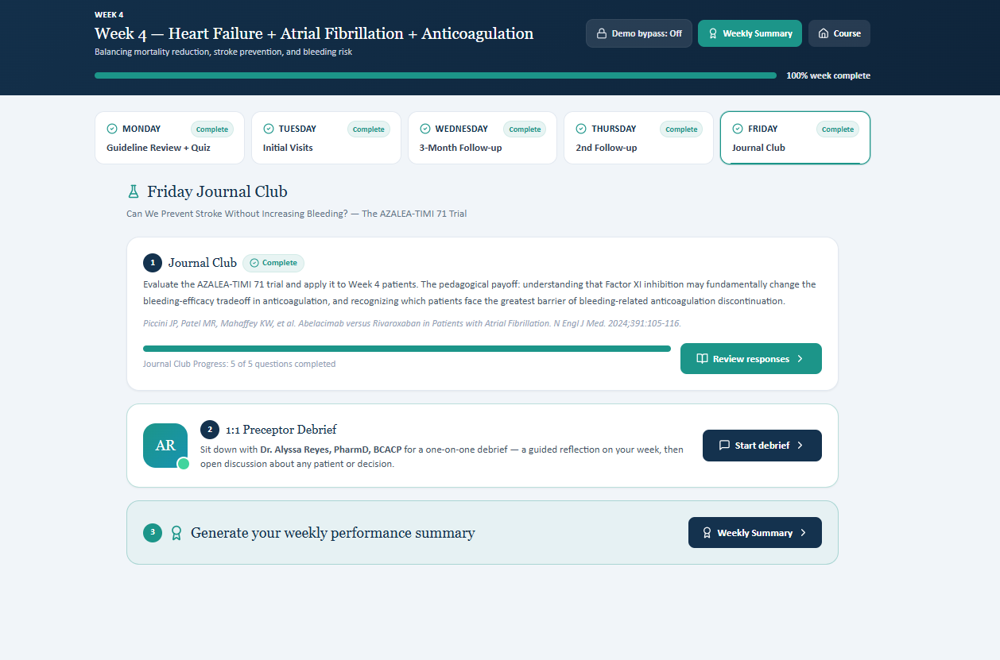 WEEK 4
Week 4 — Heart Failure + Atrial Fibrillation + Anticoagulation
Balancing mortality reduction, stroke prevention, and bleeding risk
Demo bypass: Off
Weekly Summary
Course
100% week complete
MONDAY
Complete
Guideline Review + Quiz
TUESDAY
Complete
Initial Visits
WEDNESDAY
Complete
3-Month Follow-up
THURSDAY
Complete
2nd Follow-up
FRIDAY
Complete
Journal Club
Friday Journal Club
Can We Prevent Stroke Without Increasing Bleeding? — The AZALEA-TIMI 71 Trial
1 Journal Club Complete
Evaluate the AZALEA-TIMI 71 trial and apply it to Week 4 patients. The pedagogical payoff: understanding that Factor XI inhibition may fundamentally change the
bleeding-efficacy tradeoff in anticoagulation, and recognizing which patients face the greatest barrier of bleeding-related anticoagulation discontinuation.
Piccini JP, Patel MR, Mahaffey KW, et al. Abelacimab versus Rivaroxaban in Patients with Atrial Fibrillation. N Engl J Med. 2024;391:105-116.
Journal Club Progress: 5 of 5 questions completed
Review responses
AR
2 1:1 Preceptor Debrief
Sit down with Dr. Alyssa Reyes, PharmD, BCACP for a one-on-one debrief — a guided reflection on your week, then
open discussion about any patient or decision.
Start debrief
3 Generate your weekly performance summary
Weekly Summary